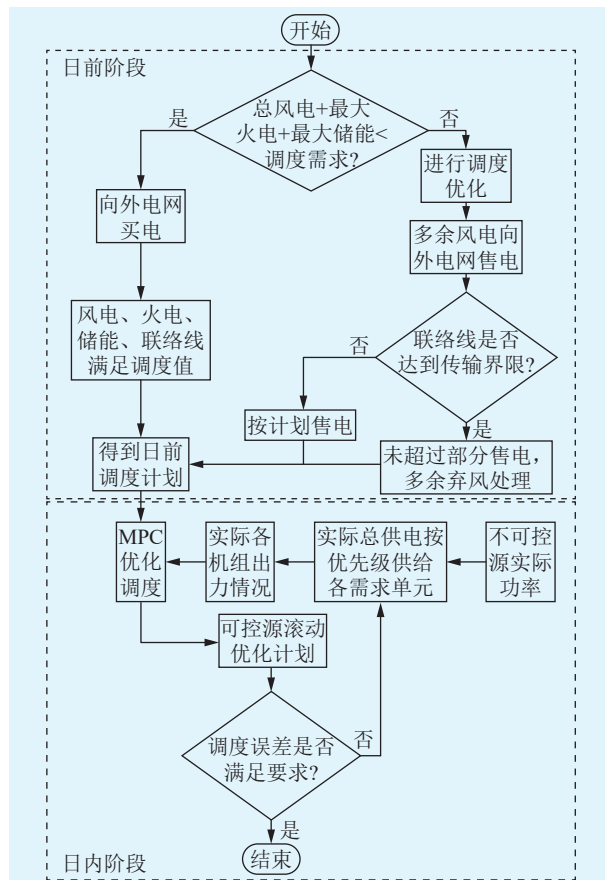 开始
日前阶段
总风电+最大
火电+最大储能<
调度需求?
是
否
向外电网
买电
进行调度
优化
多余风电向
外电网售电
风电、火电、
储能、联络线
满足调度值
联络线是否
达到传输界限?
否
是
按计划售电
得到日前
调度计划
未超过部分售电,
多余弃风处理
MPC
优化
调度
实际各
机组出
力情况
实际总供电按
优先级供给
各需求单元
不可控
源实际
功率
可控源滚动
优化计划
调度误差是否
满足要求?
否
是
结束
日内阶段